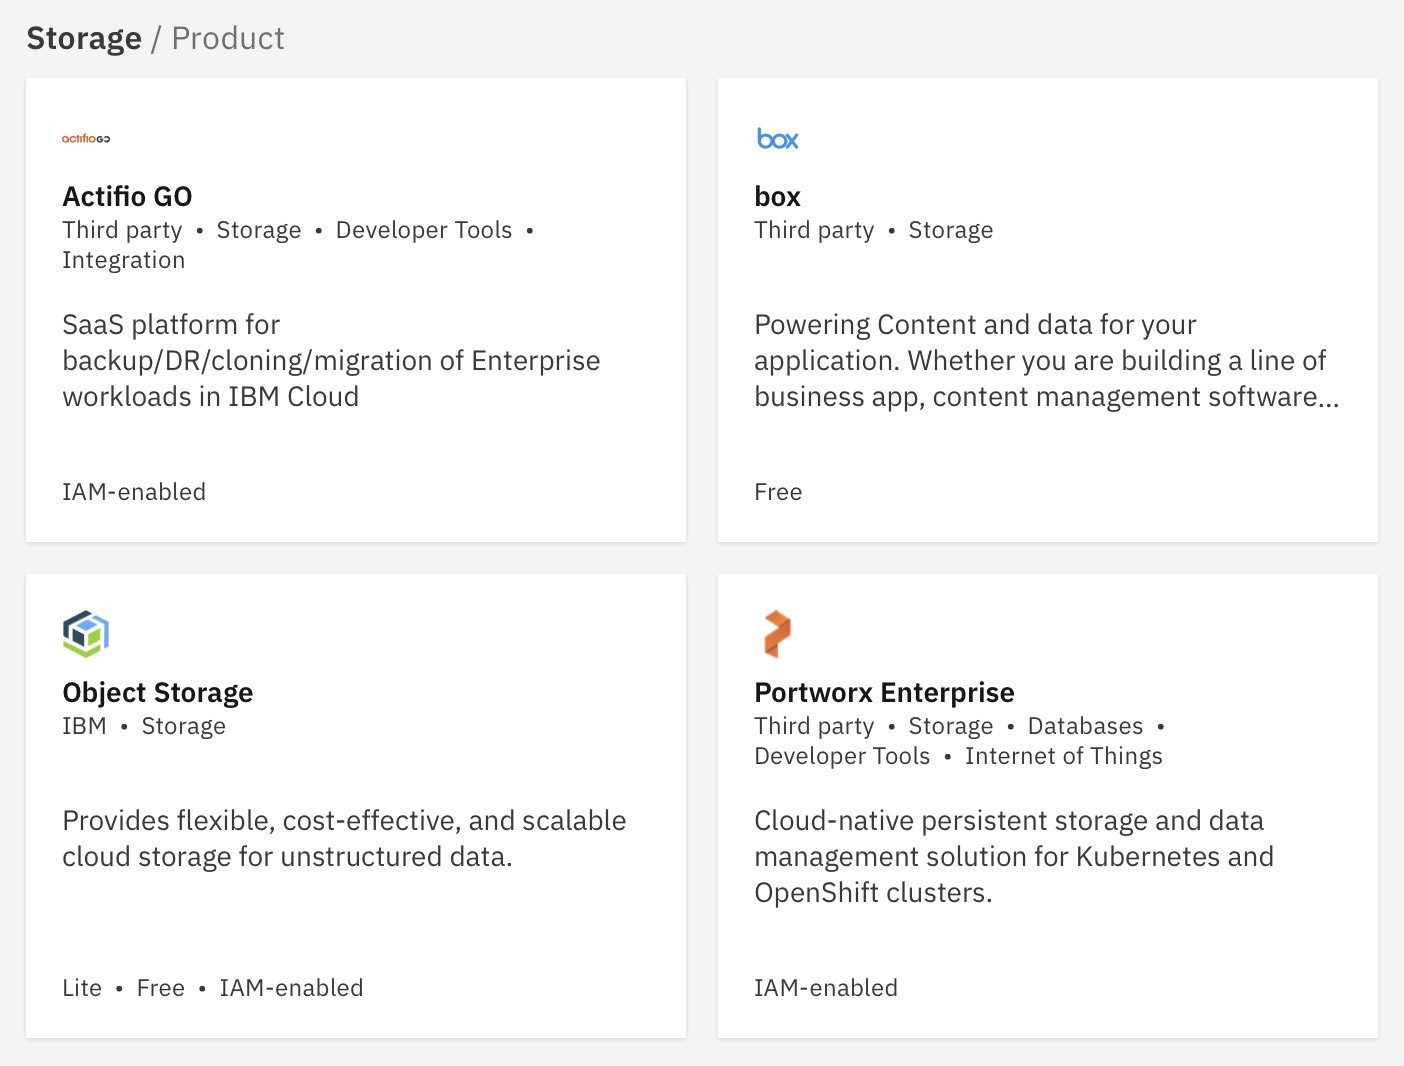 Storage / Product
actifioGO
Actifio GO
Third party • Storage • Developer Tools •
Integration
SaaS platform for
backup/DR/cloning/migration of Enterprise
workloads in IBM Cloud
IAM-enabled
box
box
Third party • Storage
Powering Content and data for your
application. Whether you are building a line of
business app, content management software...
Free
Object Storage
IBM • Storage
Provides flexible, cost-effective, and scalable
cloud storage for unstructured data.
Lite • Free • IAM-enabled
Portworx Enterprise
Third party • Storage • Databases •
Developer Tools • Internet of Things
Cloud-native persistent storage and data
management solution for Kubernetes and
OpenShift clusters.
IAM-enabled